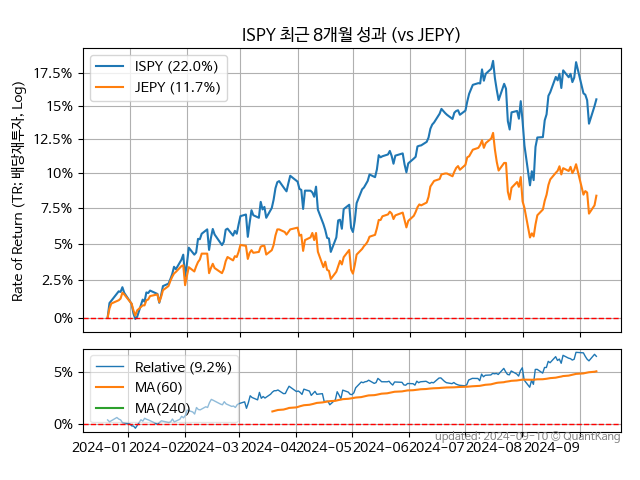 ISPY 최근 8개월 성과 (vs JEPY)
Rate of Return (TR: 배당재투자, Log)
17.5%
15%
12.5%
10%
7.5%
5%
2.5%
0%
ISPY (22.0%)
JEPY (11.7%)
5%
0%
Relative (9.2%)
MA(60)
MA(240)
2024-01
2024-02
2024-03
2024-04
2024-05
2024-06
2024-07
2024-08
2024-09
updated: 2024-09-10 © QuantKang